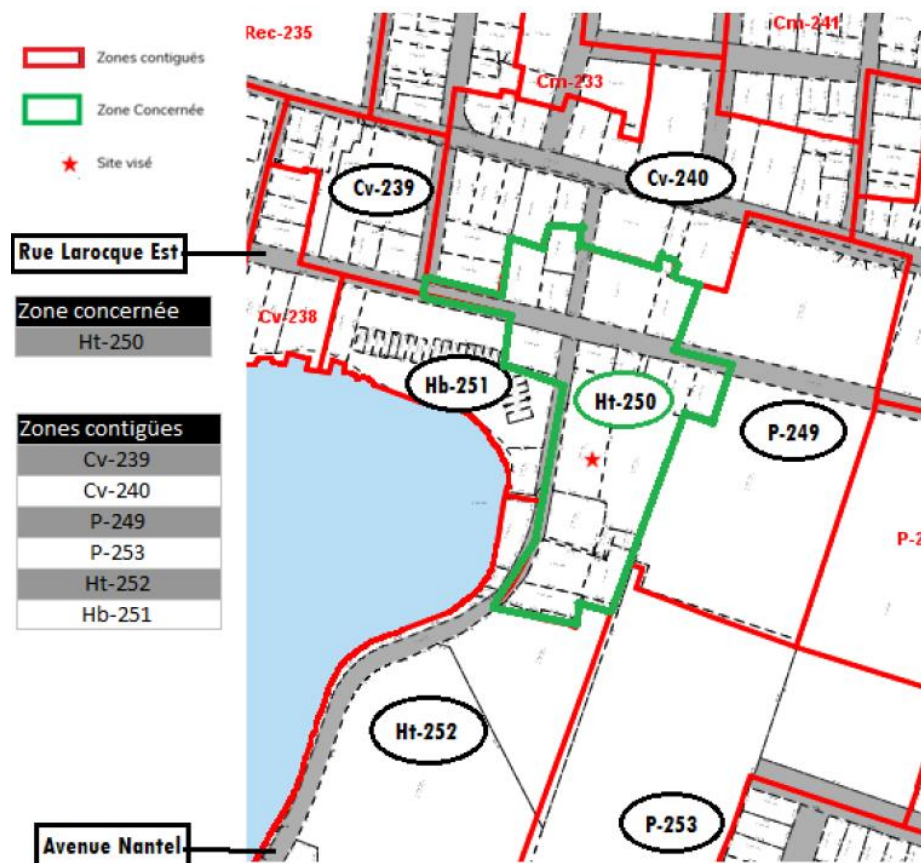 Zones contiguës
Zone Concernée
Site visé
Rec-235
Cm-241
Cm-233
Cv-239
Cv-240
Rue Larocque Est
Zone concernée
Ht-250
Cv-238
Hb-251
Ht-250
P-249
Zones contigües
Cv-239
Cv-240
P-249
P-253
Ht-252
Hb-251
P-2
Ht-252
P-253
Avenue Nantel